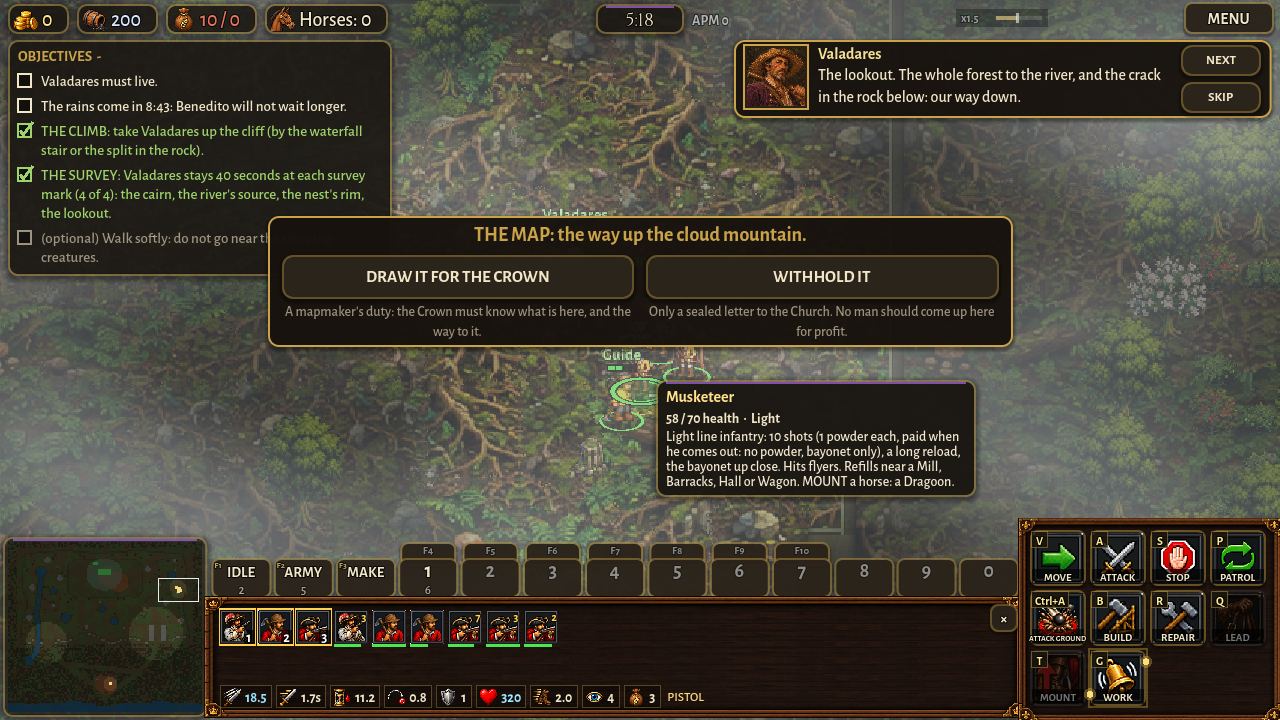 0
200
10 / 0
Horses: 0
5:18
APM 0
x1.5
MENU
OBJECTIVES -
Valadares must live.
The rains come in 8:43: Benedito will not wait longer.
THE CLIMB: take Valadares up the cliff (by the waterfall
stair or the split in the rock).
THE SURVEY: Valadares stays 40 seconds at each survey
mark (4 of 4): the cairn, the river's source, the nest's rim,
the lookout.
(optional) Walk softly: do not go near th
creatures.
Valadares
The lookout. The whole forest to the river, and the crack
in the rock below: our way down.
NEXT
SKIP
Valadares
THE MAP: the way up the cloud mountain.
DRAW IT FOR THE CROWN
WITHHOLD IT
A mapmaker's duty: the Crown must know what is here, and the
way to it.
Only a sealed letter to the Church. No man should come up here
for profit.
Guide
Musketeer
58 / 70 health · Light
Light line infantry: 10 shots (1 powder each, paid when
he comes out: no powder, bayonet only), a long reload,
the bayonet up close. Hits flyers. Refills near a Mill,
Barracks, Hall or Wagon. MOUNT a horse: a Dragoon.
F4 F5 F6 F7 F8 F9 F10
F1 IDLE F2 ARMY F3 MAKE 1 2 3 4 5 6 7 8 9 0
2 5 6
1 2 3 3 7 3 2
×
18.5 1.7s 11.2 0.8 1 320 2.0 4 3 PISTOL
V MOVE
A ATTACK
S STOP
P PATROL
Ctrl+A ATTACK GROUND
B BUILD
R REPAIR
Q LEAD
T MOUNT
G WORK